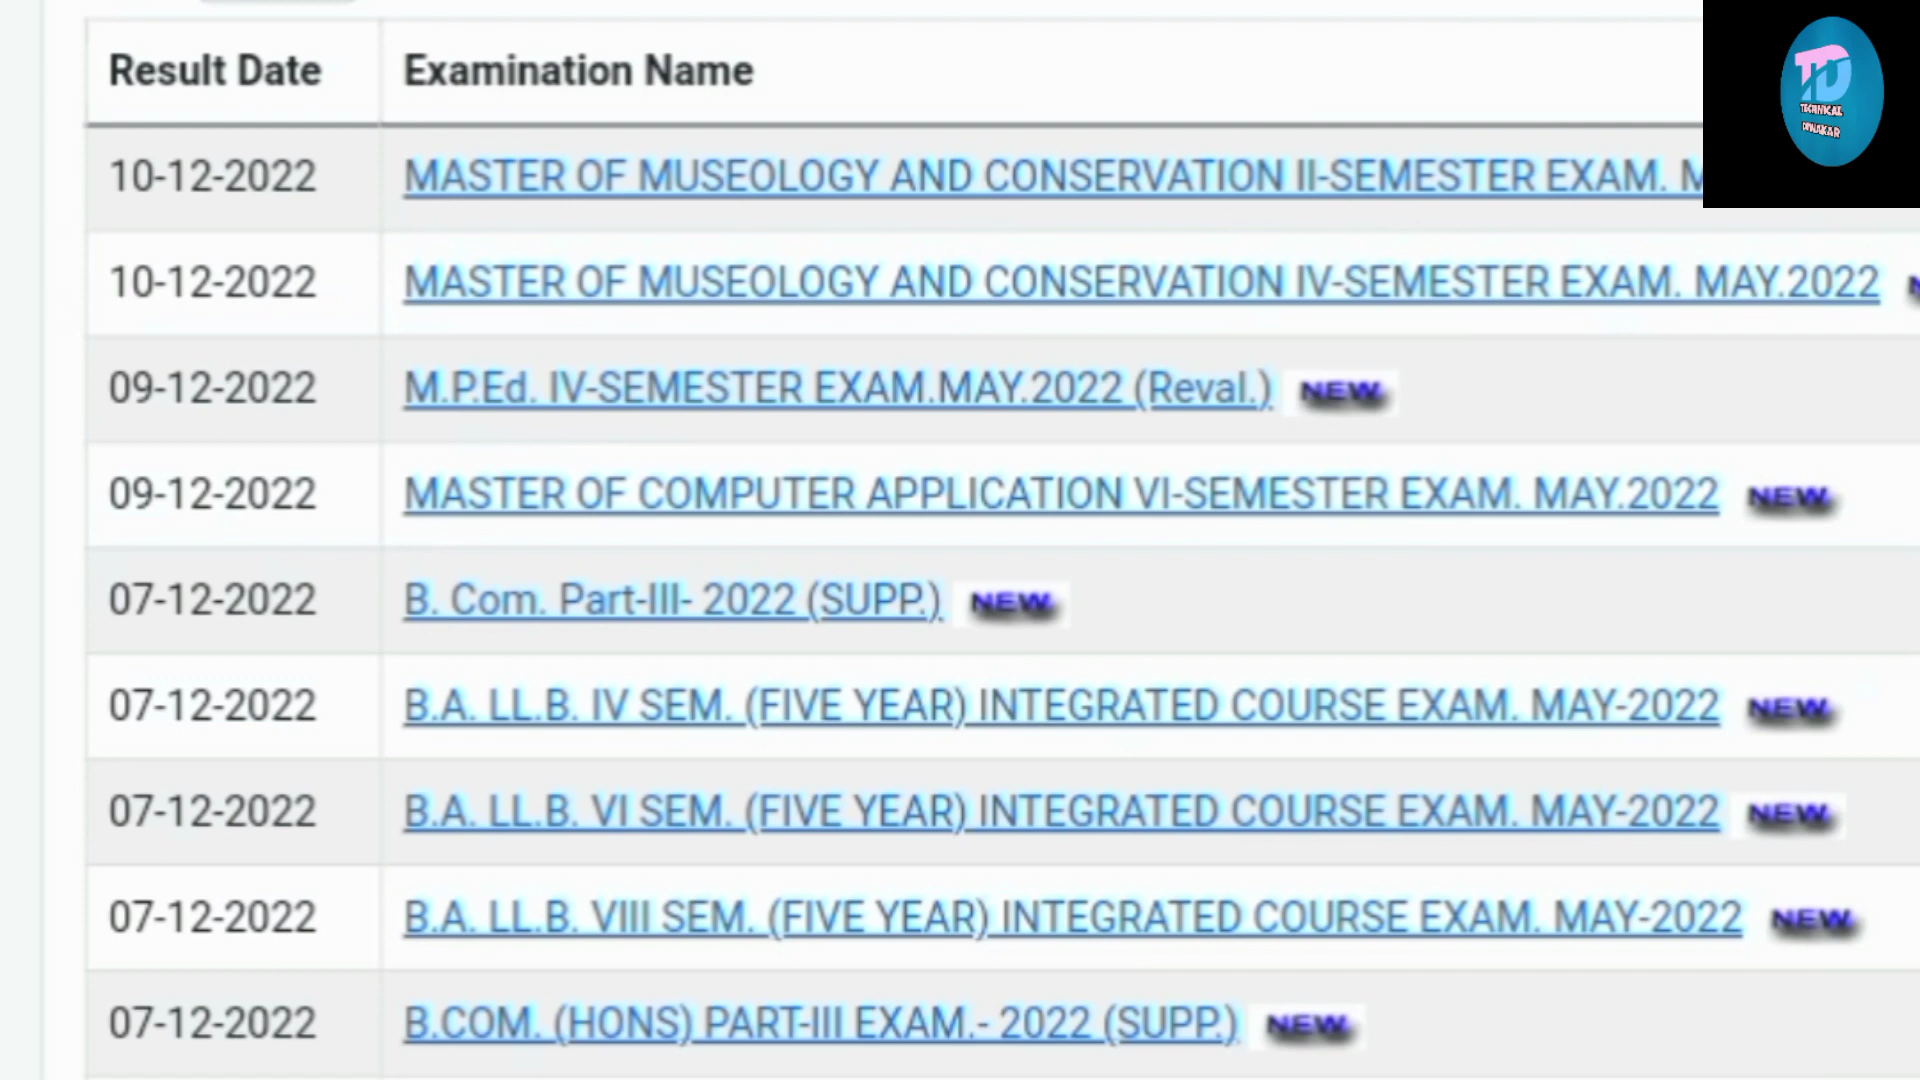 Result Date Examination Name
TECHNICAL
DIWAKAR
10-12-2022 MASTER OF MUSEOLOGY AND CONSERVATION II-SEMESTER EXAM.
10-12-2022 MASTER OF MUSEOLOGY AND CONSERVATION IV-SEMESTER EXAM. MAY.2022
09-12-2022 M.P.Ed. IV-SEMESTER EXAM.MAY.2022 (Reval.) NEW
09-12-2022 MASTER OF COMPUTER APPLICATION VI-SEMESTER EXAM. MAY.2022 NEW
07-12-2022 B. Com. Part-III- 2022 (SUPP.) NEW
07-12-2022 B.A. LL.B. IV SEM. (FIVE YEAR) INTEGRATED COURSE EXAM. MAY-2022 NEW
07-12-2022 B.A. LL.B. VI SEM. (FIVE YEAR) INTEGRATED COURSE EXAM. MAY-2022 NEW
07-12-2022 B.A. LL.B. VIII SEM. (FIVE YEAR) INTEGRATED COURSE EXAM. MAY-2022 NEW
07-12-2022 B.COM. (HONS) PART-III EXAM.- 2022 (SUPP.) NEW